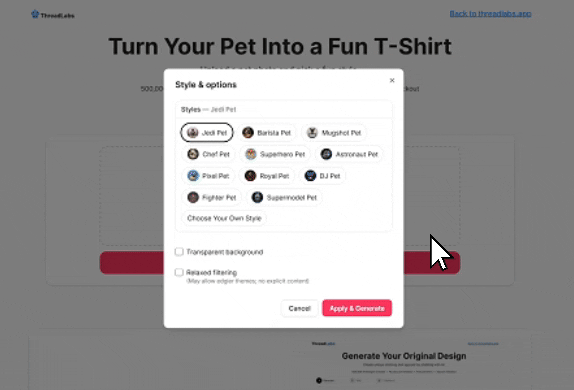 ThreadLabs
Back to threadlabs.app
Turn Your Pet Into a Fun T-Shirt
500,00
Style & options
×
Styles — Jedi Pet
Jedi Pet Barista Pet Mugshot Pet
Chef Pet Superhero Pet Astronaut Pet
Pixel Pet Royal Pet DJ Pet
Fighter Pet Supermodel Pet
Choose Your Own Style
Transparent background
Relaxed filtering
(May allow edgier themes; no explicit content)
Cancel Apply & Generate
Generate Your Original Design